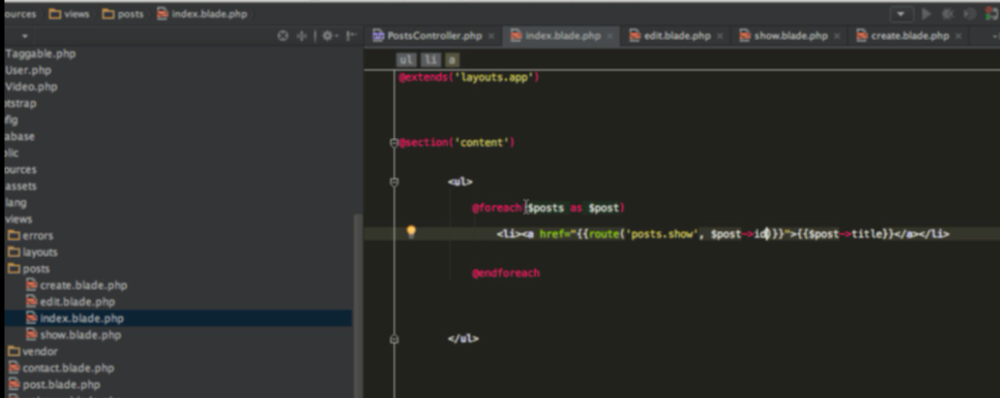 ources views posts index.blade.php
Taggable.php
User.php
Video.php
otstrap
nfig
abase
blic
ources
assets
lang
views
errors
layouts
posts
create.blade.php
edit.blade.php
index.blade.php
show.blade.php
vendor
contact.blade.php
post.blade.php
PostsController.php index.blade.php edit.blade.php show.blade.php create.blade.php
ul li a
@extends('layouts.app')
@section('content')
<ul>
@foreach($posts as $post)
<li><a href="{{route('posts.show', $post->id)}}">{{$post->title}}</a></li>
@endforeach
</ul>